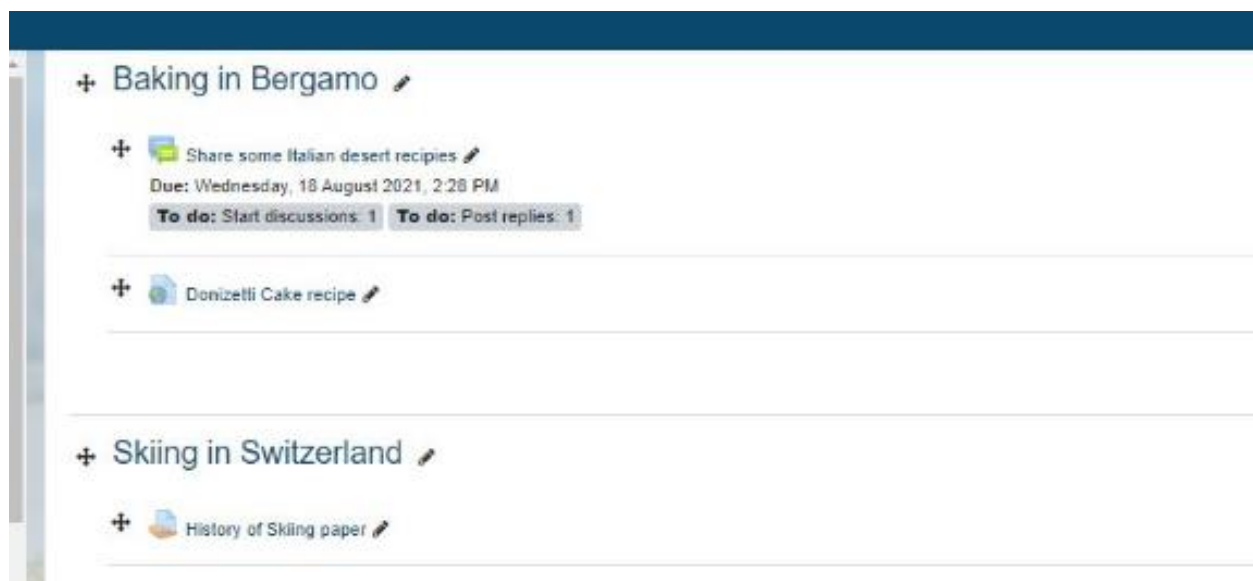 Baking in Bergamo
Share some Italian desert recipies
Due: Wednesday, 18 August 2021, 2:28 PM
To do: Start discussions: 1 To do: Post replies: 1
Donizetti Cake recipe
Skiing in Switzerland
History of Skiing paper